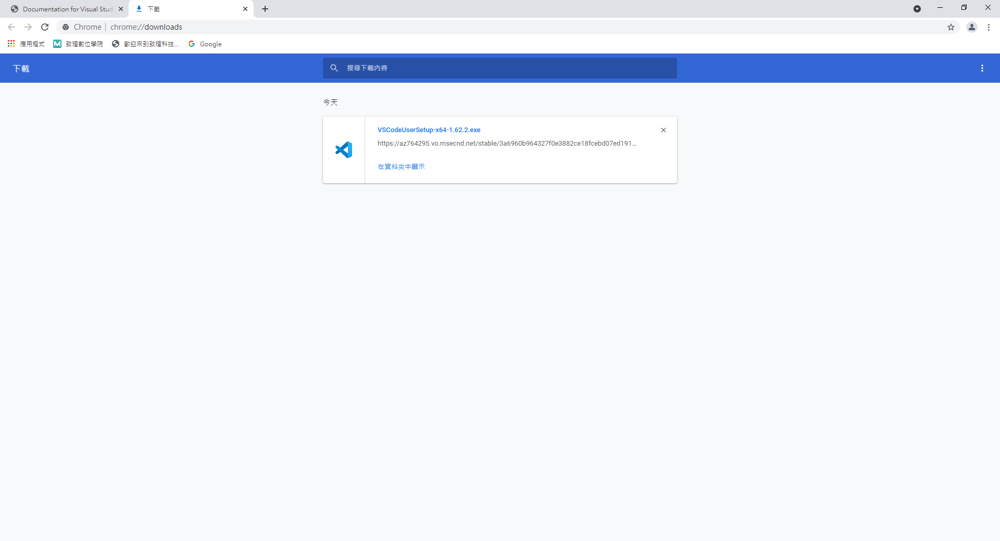 Documentation for Visual Stud
下載
Chrome | chrome://downloads
應用程式
致理數位學院
歡迎來到致理科技...
Google
下載
搜尋下載內容
今天
VSCodeUserSetup-x64-1.62.2.exe
https://az764295.vo.msecnd.net/stable/3a6960b964327f0e3882ce18fcebd07ed191...
在資料夾中顯示